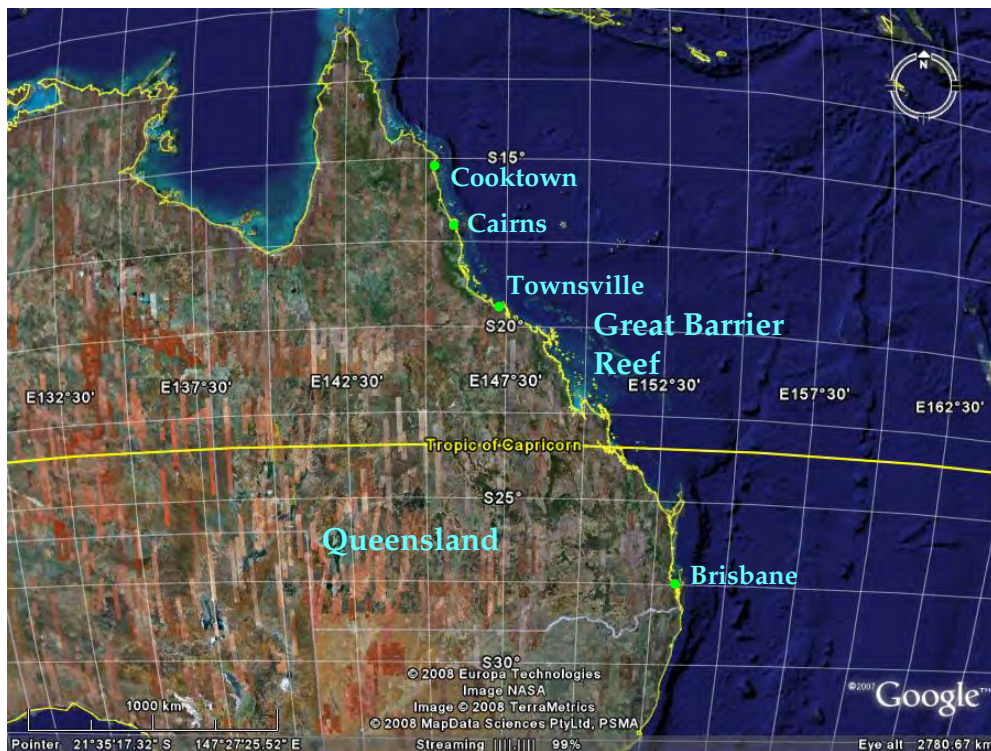 N
S15°
Cooktown
Cairns
Townsville
S20°
Great Barrier
Reef
E132°30'
E137°30'
E142°30'
E147°30'
E152°30'
E157°30'
E162°30'
Tropic of Capricorn
S25°
Queensland
Brisbane
S30°
© 2008 Europa Technologies
Image NASA
Image © 2008 TerraMetrics
© 2008 MapData Sciences PtyLtd, PSMA
©2007 Google™
1000 km
Pointer 21°35'17.32" S 147°27'25.52" E
Streaming ||||||||| 99%
Eye alt 2780.67 km